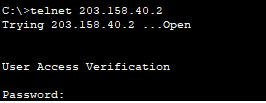 C:\>telnet 203.158.40.2
Trying 203.158.40.2 ...Open
User Access Verification
Password: